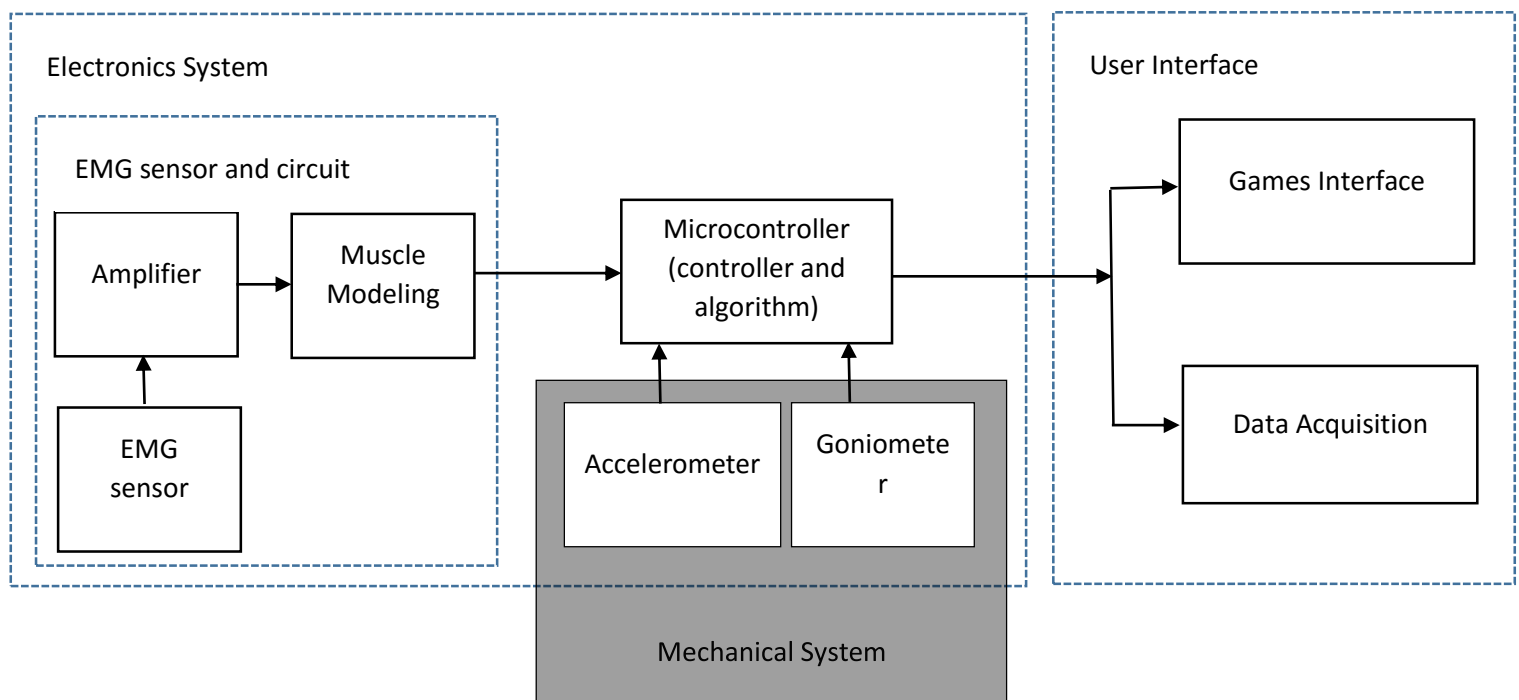 Electronics System
User Interface
EMG sensor and circuit
Games Interface
Microcontroller
(controller and
algorithm)
Amplifier
Muscle
Modeling
Data Acquisition
EMG
sensor
Accelerometer
Goniomete
r
Mechanical System